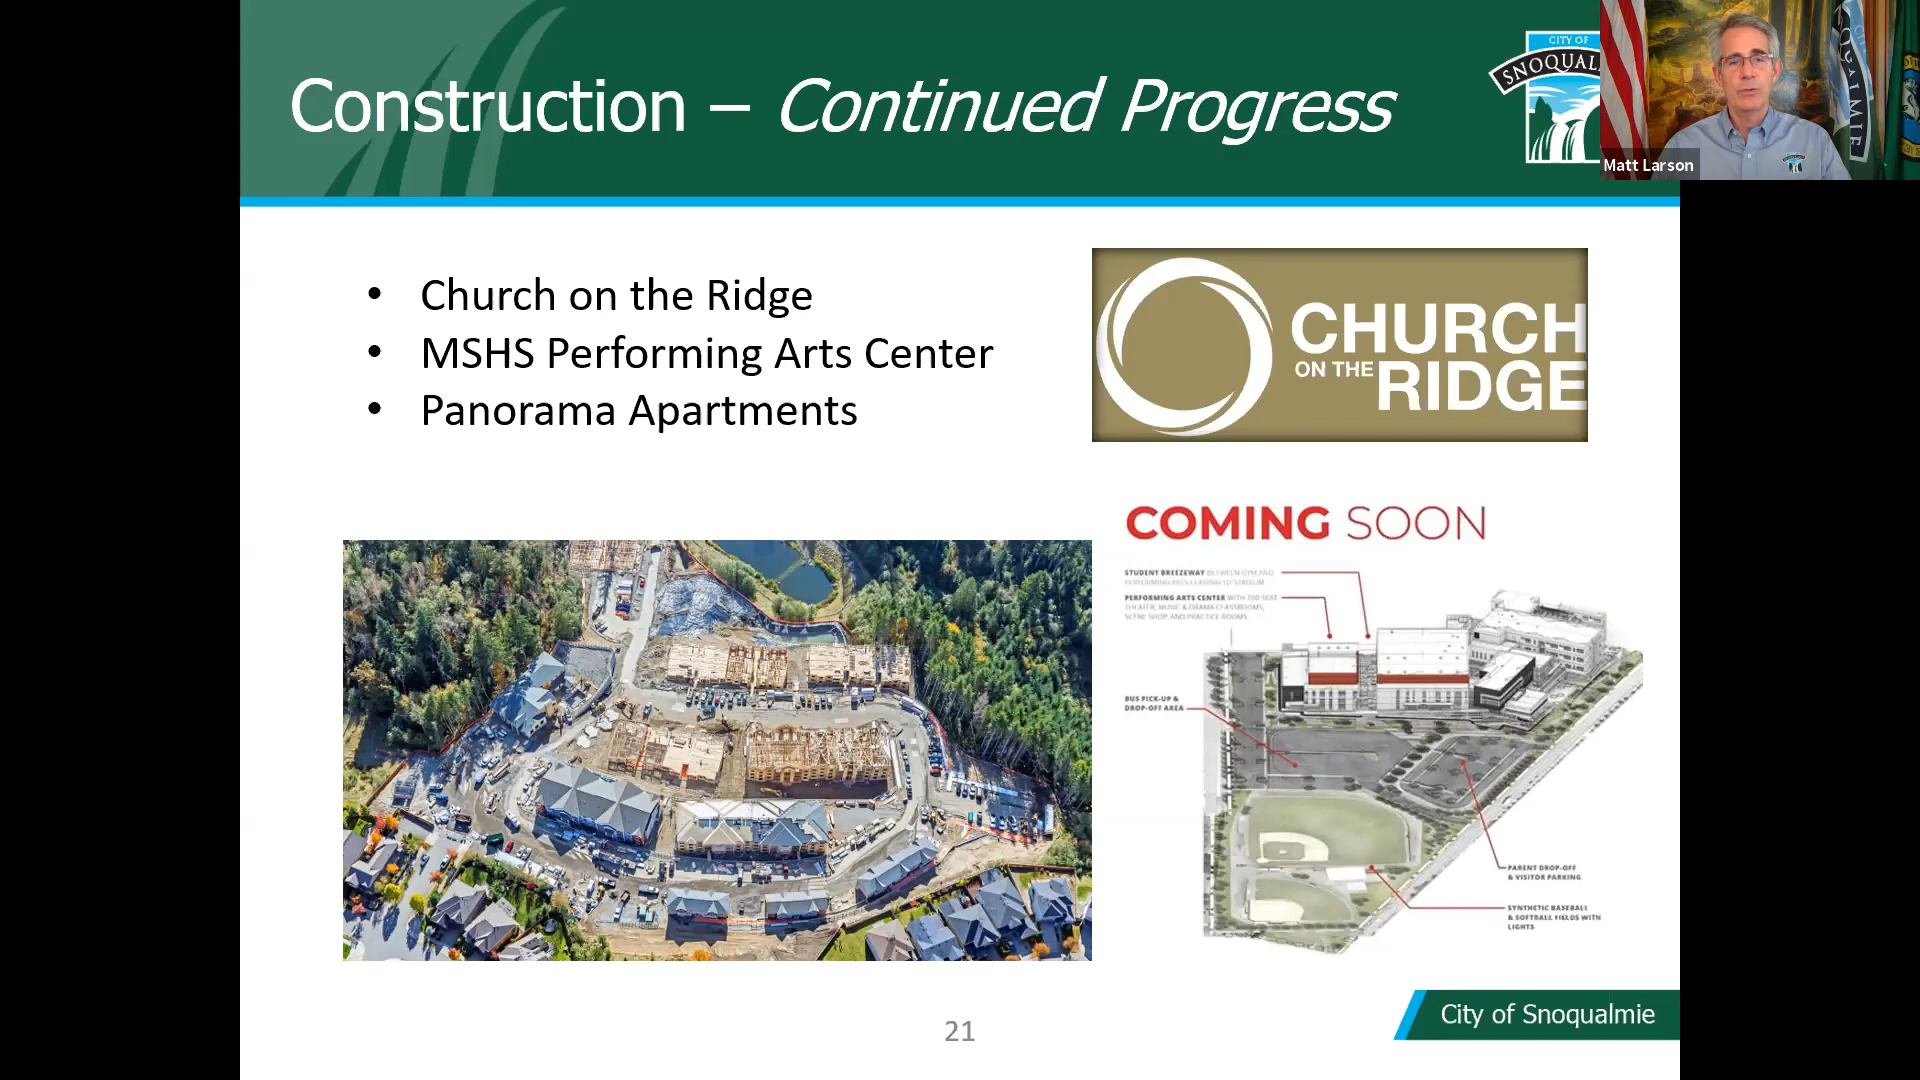 Construction – Continued Progress
CITY OF
Matt Larson
• Church on the Ridge
• MSHS Performing Arts Center
• Panorama Apartments
CHURCH
ON THE RIDGE
COMING SOON
STUDENT BREEZEWAY BETWEEN GYM AND
PERFORMING ARTS LEADING TO STADIUM
PERFORMING ARTS CENTER WITH 700 SEAT
THEATER, MUSIC & DRAMA CLASSROOMS,
SCENE SHOP, AND PRACTICE ROOMS
BUS PICK-UP &
DROP-OFF AREA
PARENT DROP-OFF
& VISITOR PARKING
SYNTHETIC BASEBALL
& SOFTBALL FIELDS WITH
LIGHTS
21
City of Snoqualmie